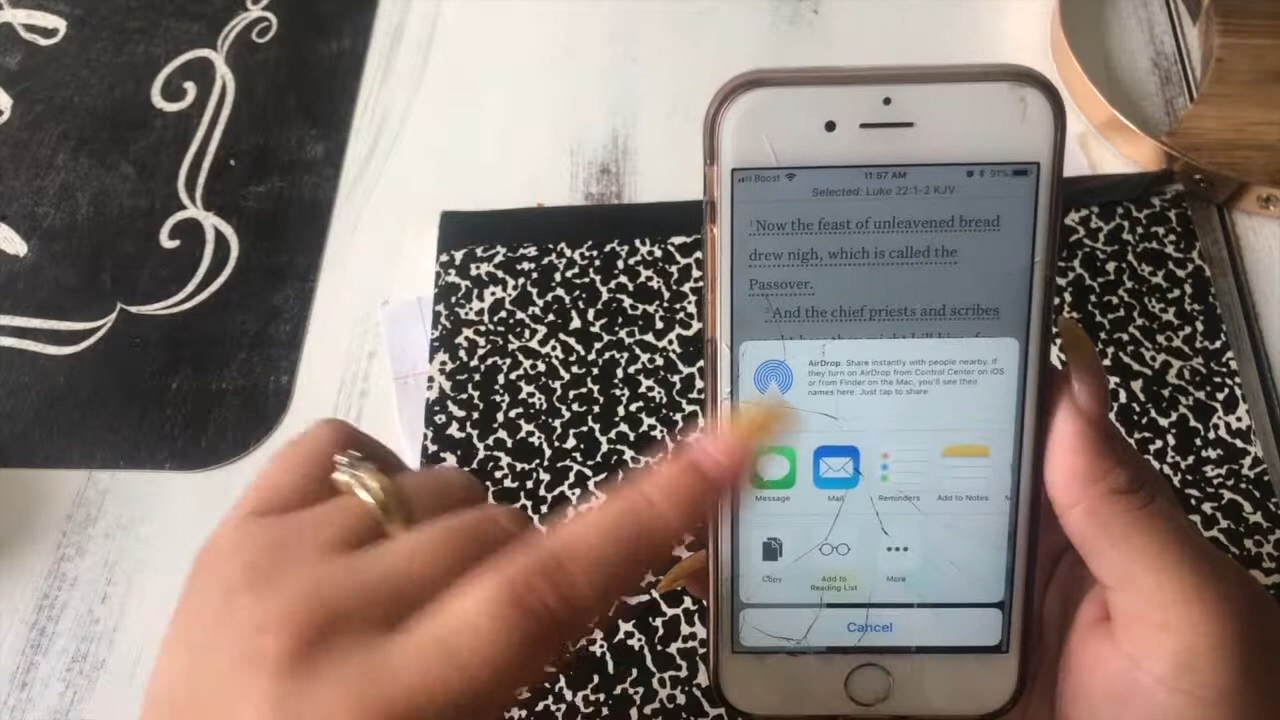 Boost 11:57 AM 91%
Selected: Luke 22:1-2 KJV
1 Now the feast of unleavened bread
drew nigh, which is called the
Passover.
2 And the chief priests and scribes
AirDrop. Share instantly with people nearby. If
they turn on AirDrop from Control Center on iOS
or from Finder on the Mac, you'll see their
names here. Just tap to share.
Message Mail Reminders Add to Notes
Copy Add to More
Reading List
Cancel